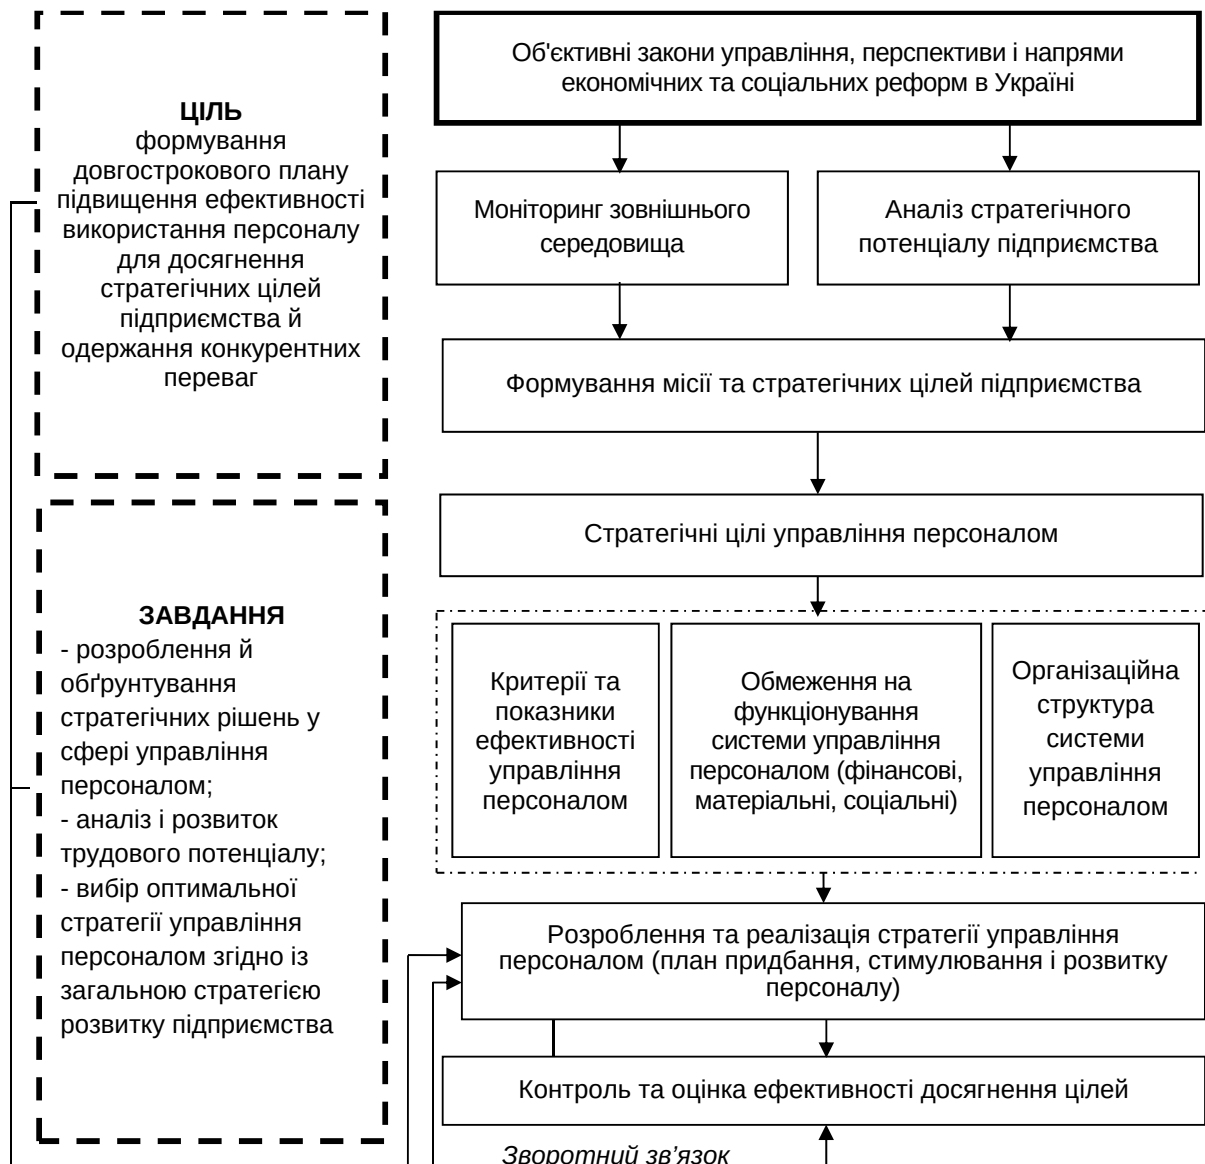 ЦІЛЬ
формування
довгострокового плану
підвищення ефективності
використання персоналу
для досягнення
стратегічних цілей
підприємства й
одержання конкурентних
переваг
ЗАВДАННЯ
- розроблення й
обґрунтування
стратегічних рішень у
сфері управління
персоналом;
- аналіз і розвиток
трудового потенціалу;
- вибір оптимальної
стратегії управління
персоналом згідно із
загальною стратегією
розвитку підприємства
Об'єктивні закони управління, перспективи і напрями
економічних та соціальних реформ в Україні
Моніторинг зовнішнього
середовища
Аналіз стратегічного
потенціалу підприємства
Формування місії та стратегічних цілей підприємства
Стратегічні цілі управління персоналом
Критерії та
показники
ефективності
управління
персоналом
Обмеження на
функціонування
системи управління
персоналом (фінансові,
матеріальні, соціальні)
Організаційна
структура
системи
управління
персоналом
Розроблення та реалізація стратегії управління
персоналом (план придбання, стимулювання і розвитку
персоналу)
Контроль та оцінка ефективності досягнення цілей
Зворотний зв’язок